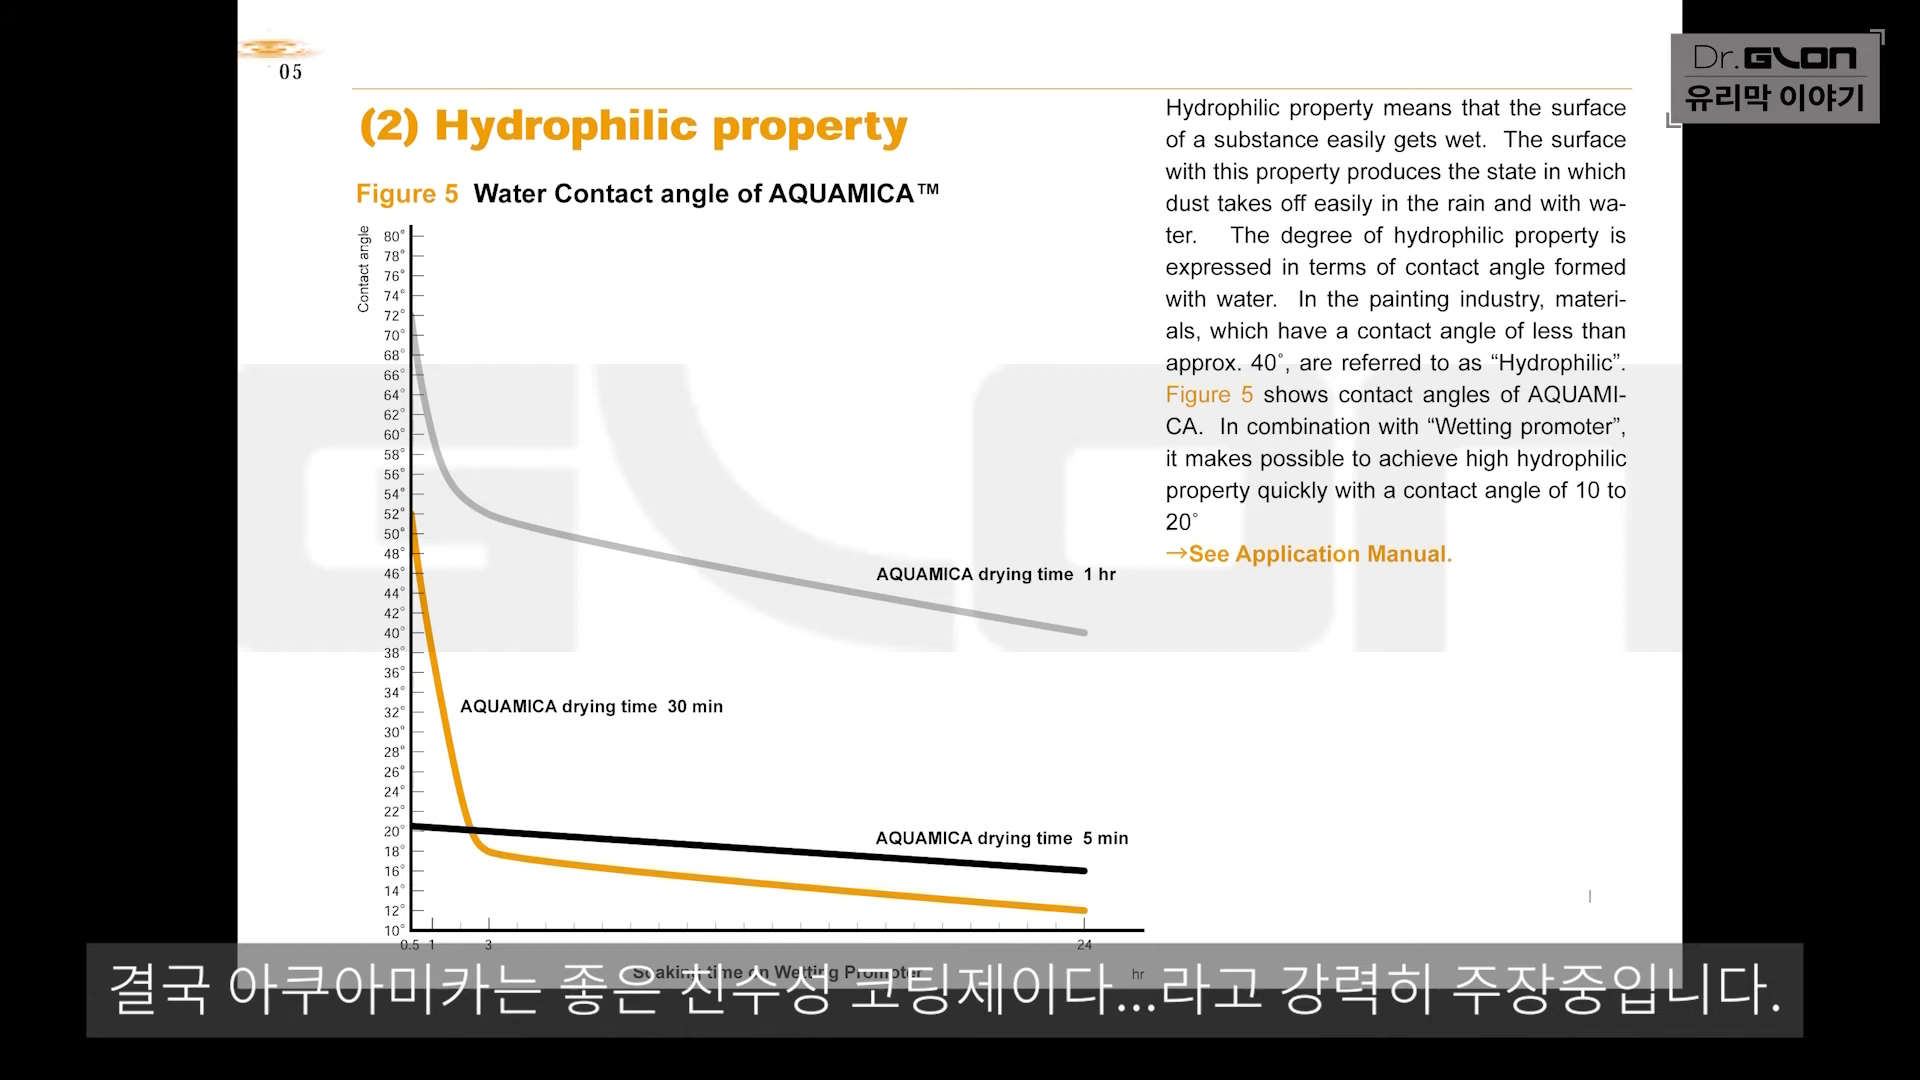 05
Dr.GLON
유리막 이야기
(2) Hydrophilic property
Figure 5 Water Contact angle of AQUAMICA™
Contact angle
80°
78°
76°
74°
72°
70°
68°
66°
64°
62°
60°
58°
56°
54°
52°
50°
48°
46°
44°
42°
40°
38°
36°
34°
32°
30°
28°
26°
24°
22°
20°
18°
16°
14°
12°
10°
AQUAMICA drying time 1 hr
AQUAMICA drying time 30 min
AQUAMICA drying time 5 min
0.5 1 3 24
Soaking time on Wetting Promoter hr
Hydrophilic property means that the surface
of a substance easily gets wet. The surface
with this property produces the state in which
dust takes off easily in the rain and with wa-
ter. The degree of hydrophilic property is
expressed in terms of contact angle formed
with water. In the painting industry, materi-
als, which have a contact angle of less than
approx. 40°, are referred to as “Hydrophilic”.
Figure 5 shows contact angles of AQUAMI-
CA. In combination with “Wetting promoter”,
it makes possible to achieve high hydrophilic
property quickly with a contact angle of 10 to
20°
→See Application Manual.
GLON
결국 아쿠아미카는 좋은 친수성 코팅제이다...라고 강력히 주장중입니다.